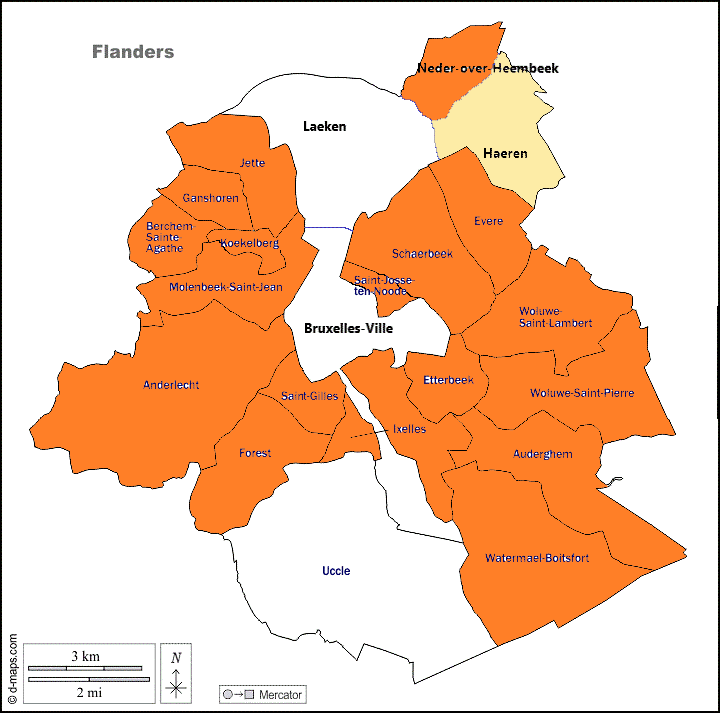 Flanders
Neder-over-Heembeek
Laeken
Haeren
Jette
Ganshoren
Berchem-
Sainte
Agathe
Koekelberg
Evere
Schaerbeek
Molenbeek-Saint-Jean
Saint-Josse-
ten-Noode
Woluwe-
Saint-Lambert
Bruxelles-Ville
Anderlecht
Etterbeek
Saint-Gilles
Woluwe-Saint-Pierre
Ixelles
Forest
Auderghem
Watermael-Boitsfort
Uccle
3 km
2 mi
N
Mercator
© d-maps.com